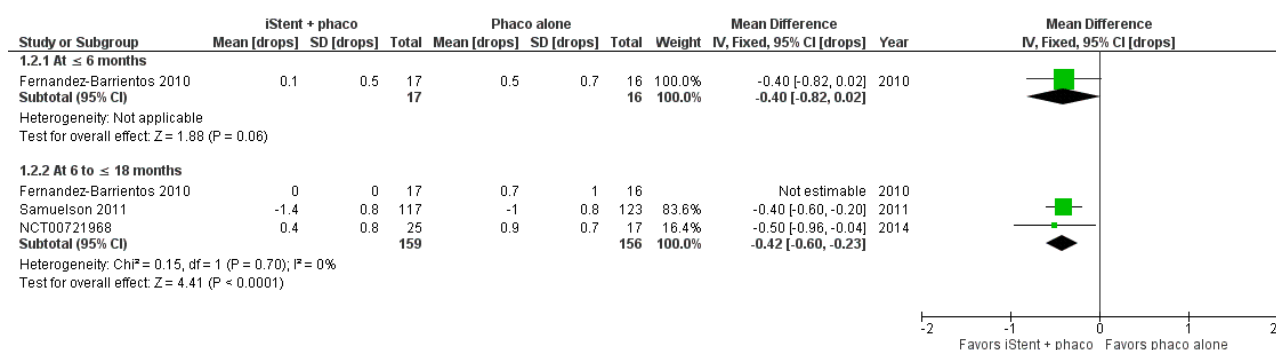 iStent + phaco Phaco alone Mean Difference Mean Difference
Study or Subgroup Mean [drops] SD [drops] Total Mean [drops] SD [drops] Total Weight IV, Fixed, 95% CI [drops] Year IV, Fixed, 95% CI [drops]
1.2.1 At ≤ 6 months
Fernandez-Barrientos 2010 0.1 0.5 17 0.5 0.7 16 100.0% -0.40 [-0.82, 0.02] 2010
Subtotal (95% CI) 17 16 100.0% -0.40 [-0.82, 0.02]
Heterogeneity: Not applicable
Test for overall effect: Z = 1.88 (P = 0.06)
1.2.2 At 6 to ≤ 18 months
Fernandez-Barrientos 2010 0 0 17 0.7 1 16 Not estimable 2010
Samuelson 2011 -1.4 0.8 117 -1 0.8 123 83.6% -0.40 [-0.60, -0.20] 2011
NCT00721968 0.4 0.8 25 0.9 0.7 17 16.4% -0.50 [-0.96, -0.04] 2014
Subtotal (95% CI) 159 156 100.0% -0.42 [-0.60, -0.23]
Heterogeneity: Chi² = 0.15, df = 1 (P = 0.70); I² = 0%
Test for overall effect: Z = 4.41 (P < 0.0001)
-2 -1 0 1 2
Favors iStent + phaco Favors phaco alone